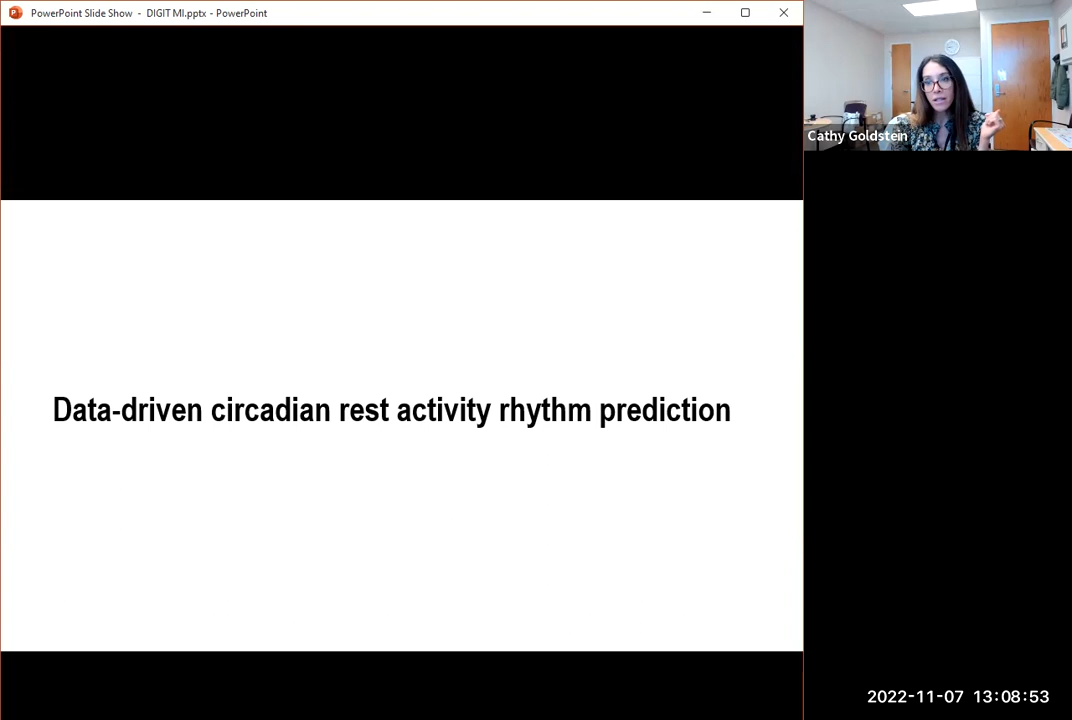 PowerPoint Slide Show - DIGIT MI.pptx - PowerPoint
Cathy Goldstein
Data-driven circadian rest activity rhythm prediction
2022-11-07 13:08:53